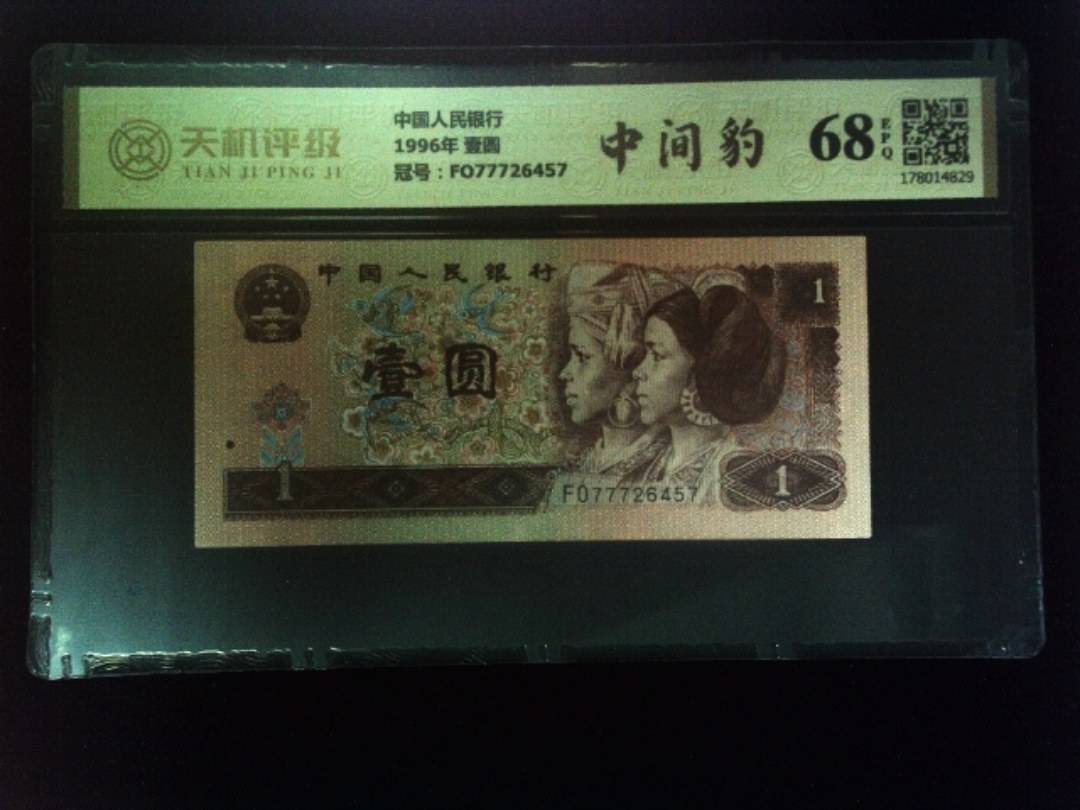 天机评级
TIAN JI PING JI
中国人民银行
1996年 壹圆
冠号：FO77726457
中间豹
68
EPQ
178014829
中国人民银行
1
壹圆
1
FO77726457
1